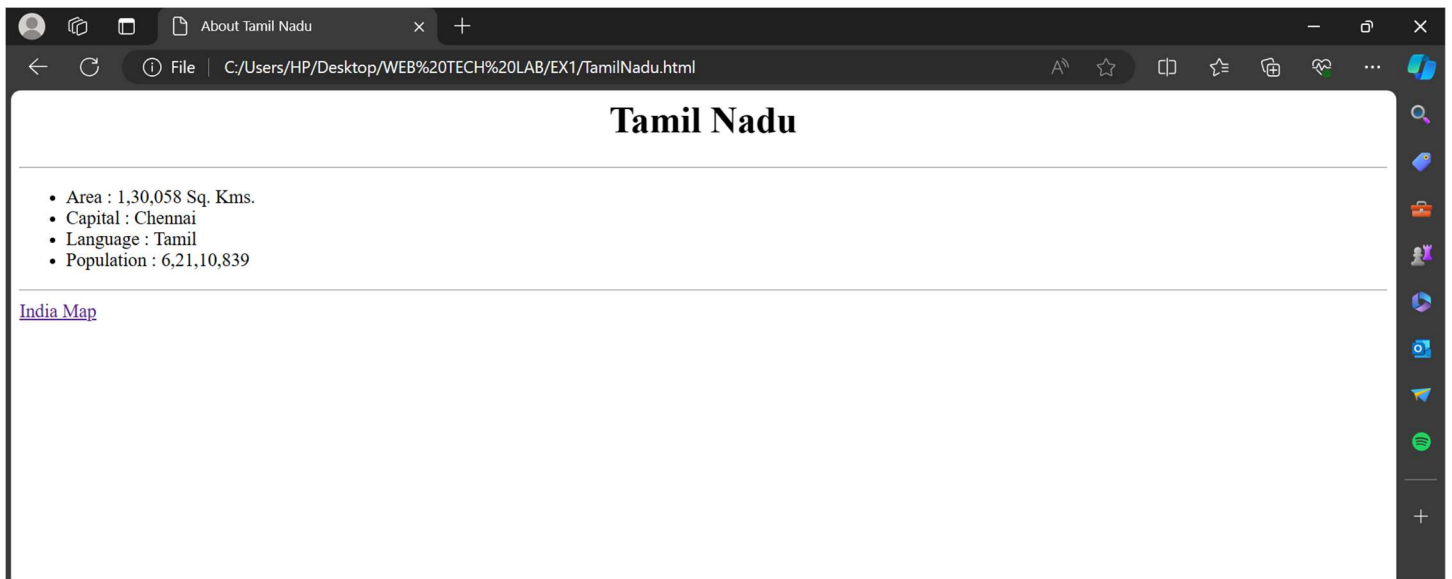 About Tamil Nadu
File
C:/Users/HP/Desktop/WEB%20TECH%20LAB/EX1/TamilNadu.html
Tamil Nadu
Area : 1,30,058 Sq. Kms.
Capital : Chennai
Language : Tamil
Population : 6,21,10,839
India Map